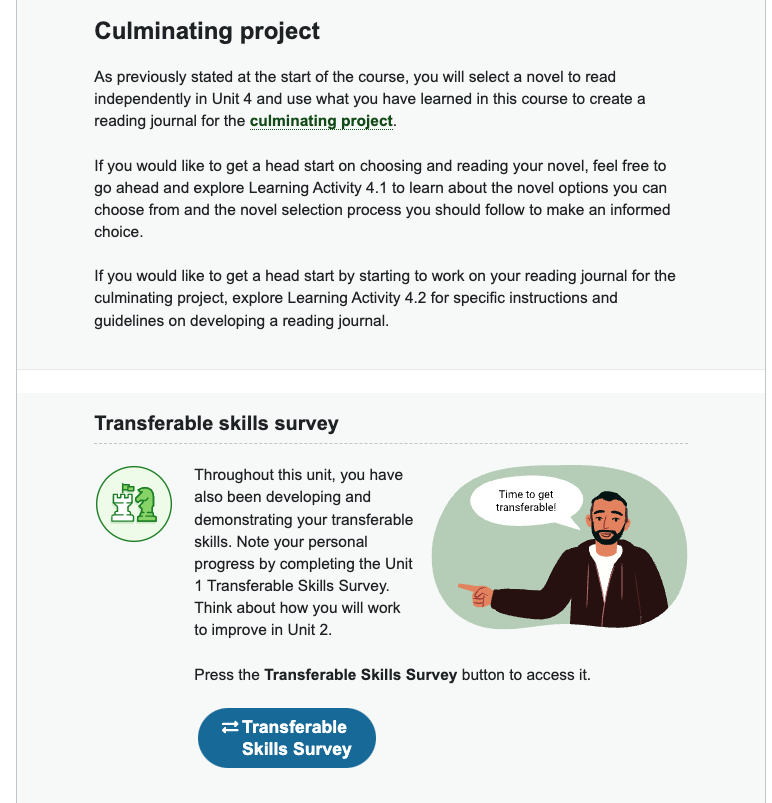 Culminating project
As previously stated at the start of the course, you will select a novel to read
independently in Unit 4 and use what you have learned in this course to create a
reading journal for the culminating project.
If you would like to get a head start on choosing and reading your novel, feel free to
go ahead and explore Learning Activity 4.1 to learn about the novel options you can
choose from and the novel selection process you should follow to make an informed
choice.
If you would like to get a head start by starting to work on your reading journal for the
culminating project, explore Learning Activity 4.2 for specific instructions and
guidelines on developing a reading journal.
Transferable skills survey
Throughout this unit, you have
also been developing and
demonstrating your transferable
skills. Note your personal
progress by completing the Unit
1 Transferable Skills Survey.
Think about how you will work
to improve in Unit 2.
Time to get
transferable!
Press the Transferable Skills Survey button to access it.
Transferable
Skills Survey